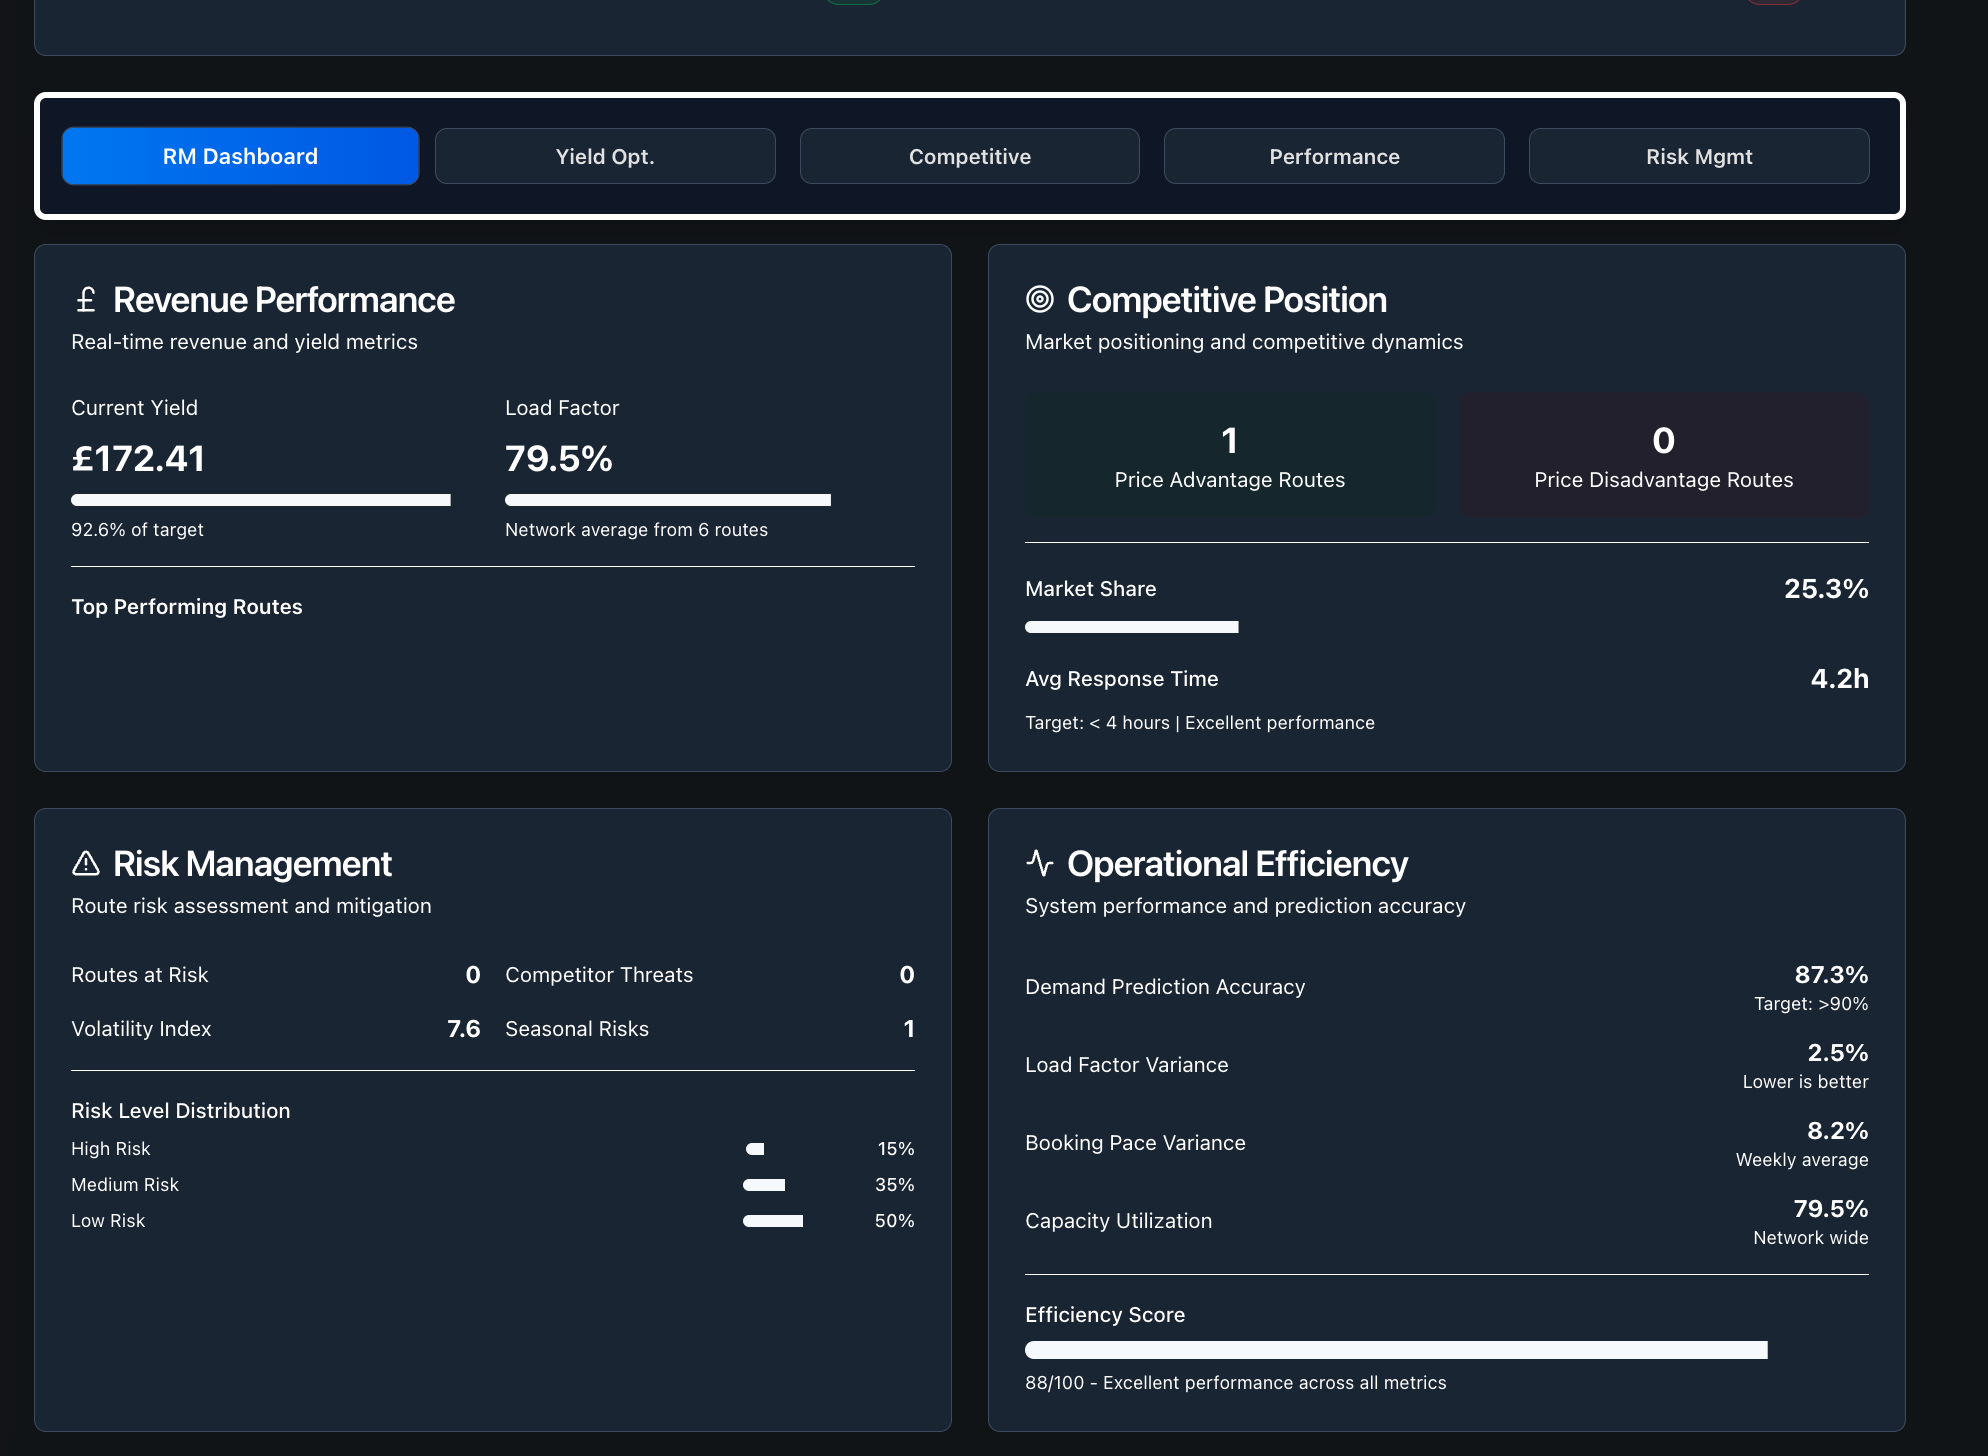 RM Dashboard
Yield Opt.
Competitive
Performance
Risk Mgmt
£ Revenue Performance
Real-time revenue and yield metrics
Current Yield
£172.41
92.6% of target
Load Factor
79.5%
Network average from 6 routes
Top Performing Routes
Competitive Position
Market positioning and competitive dynamics
1
Price Advantage Routes
0
Price Disadvantage Routes
Market Share
25.3%
Avg Response Time
4.2h
Target: < 4 hours | Excellent performance
Risk Management
Route risk assessment and mitigation
Routes at Risk
0
Competitor Threats
0
Volatility Index
7.6
Seasonal Risks
1
Risk Level Distribution
High Risk
15%
Medium Risk
35%
Low Risk
50%
Operational Efficiency
System performance and prediction accuracy
Demand Prediction Accuracy
87.3%
Target: >90%
Load Factor Variance
2.5%
Lower is better
Booking Pace Variance
8.2%
Weekly average
Capacity Utilization
79.5%
Network wide
Efficiency Score
88/100 - Excellent performance across all metrics